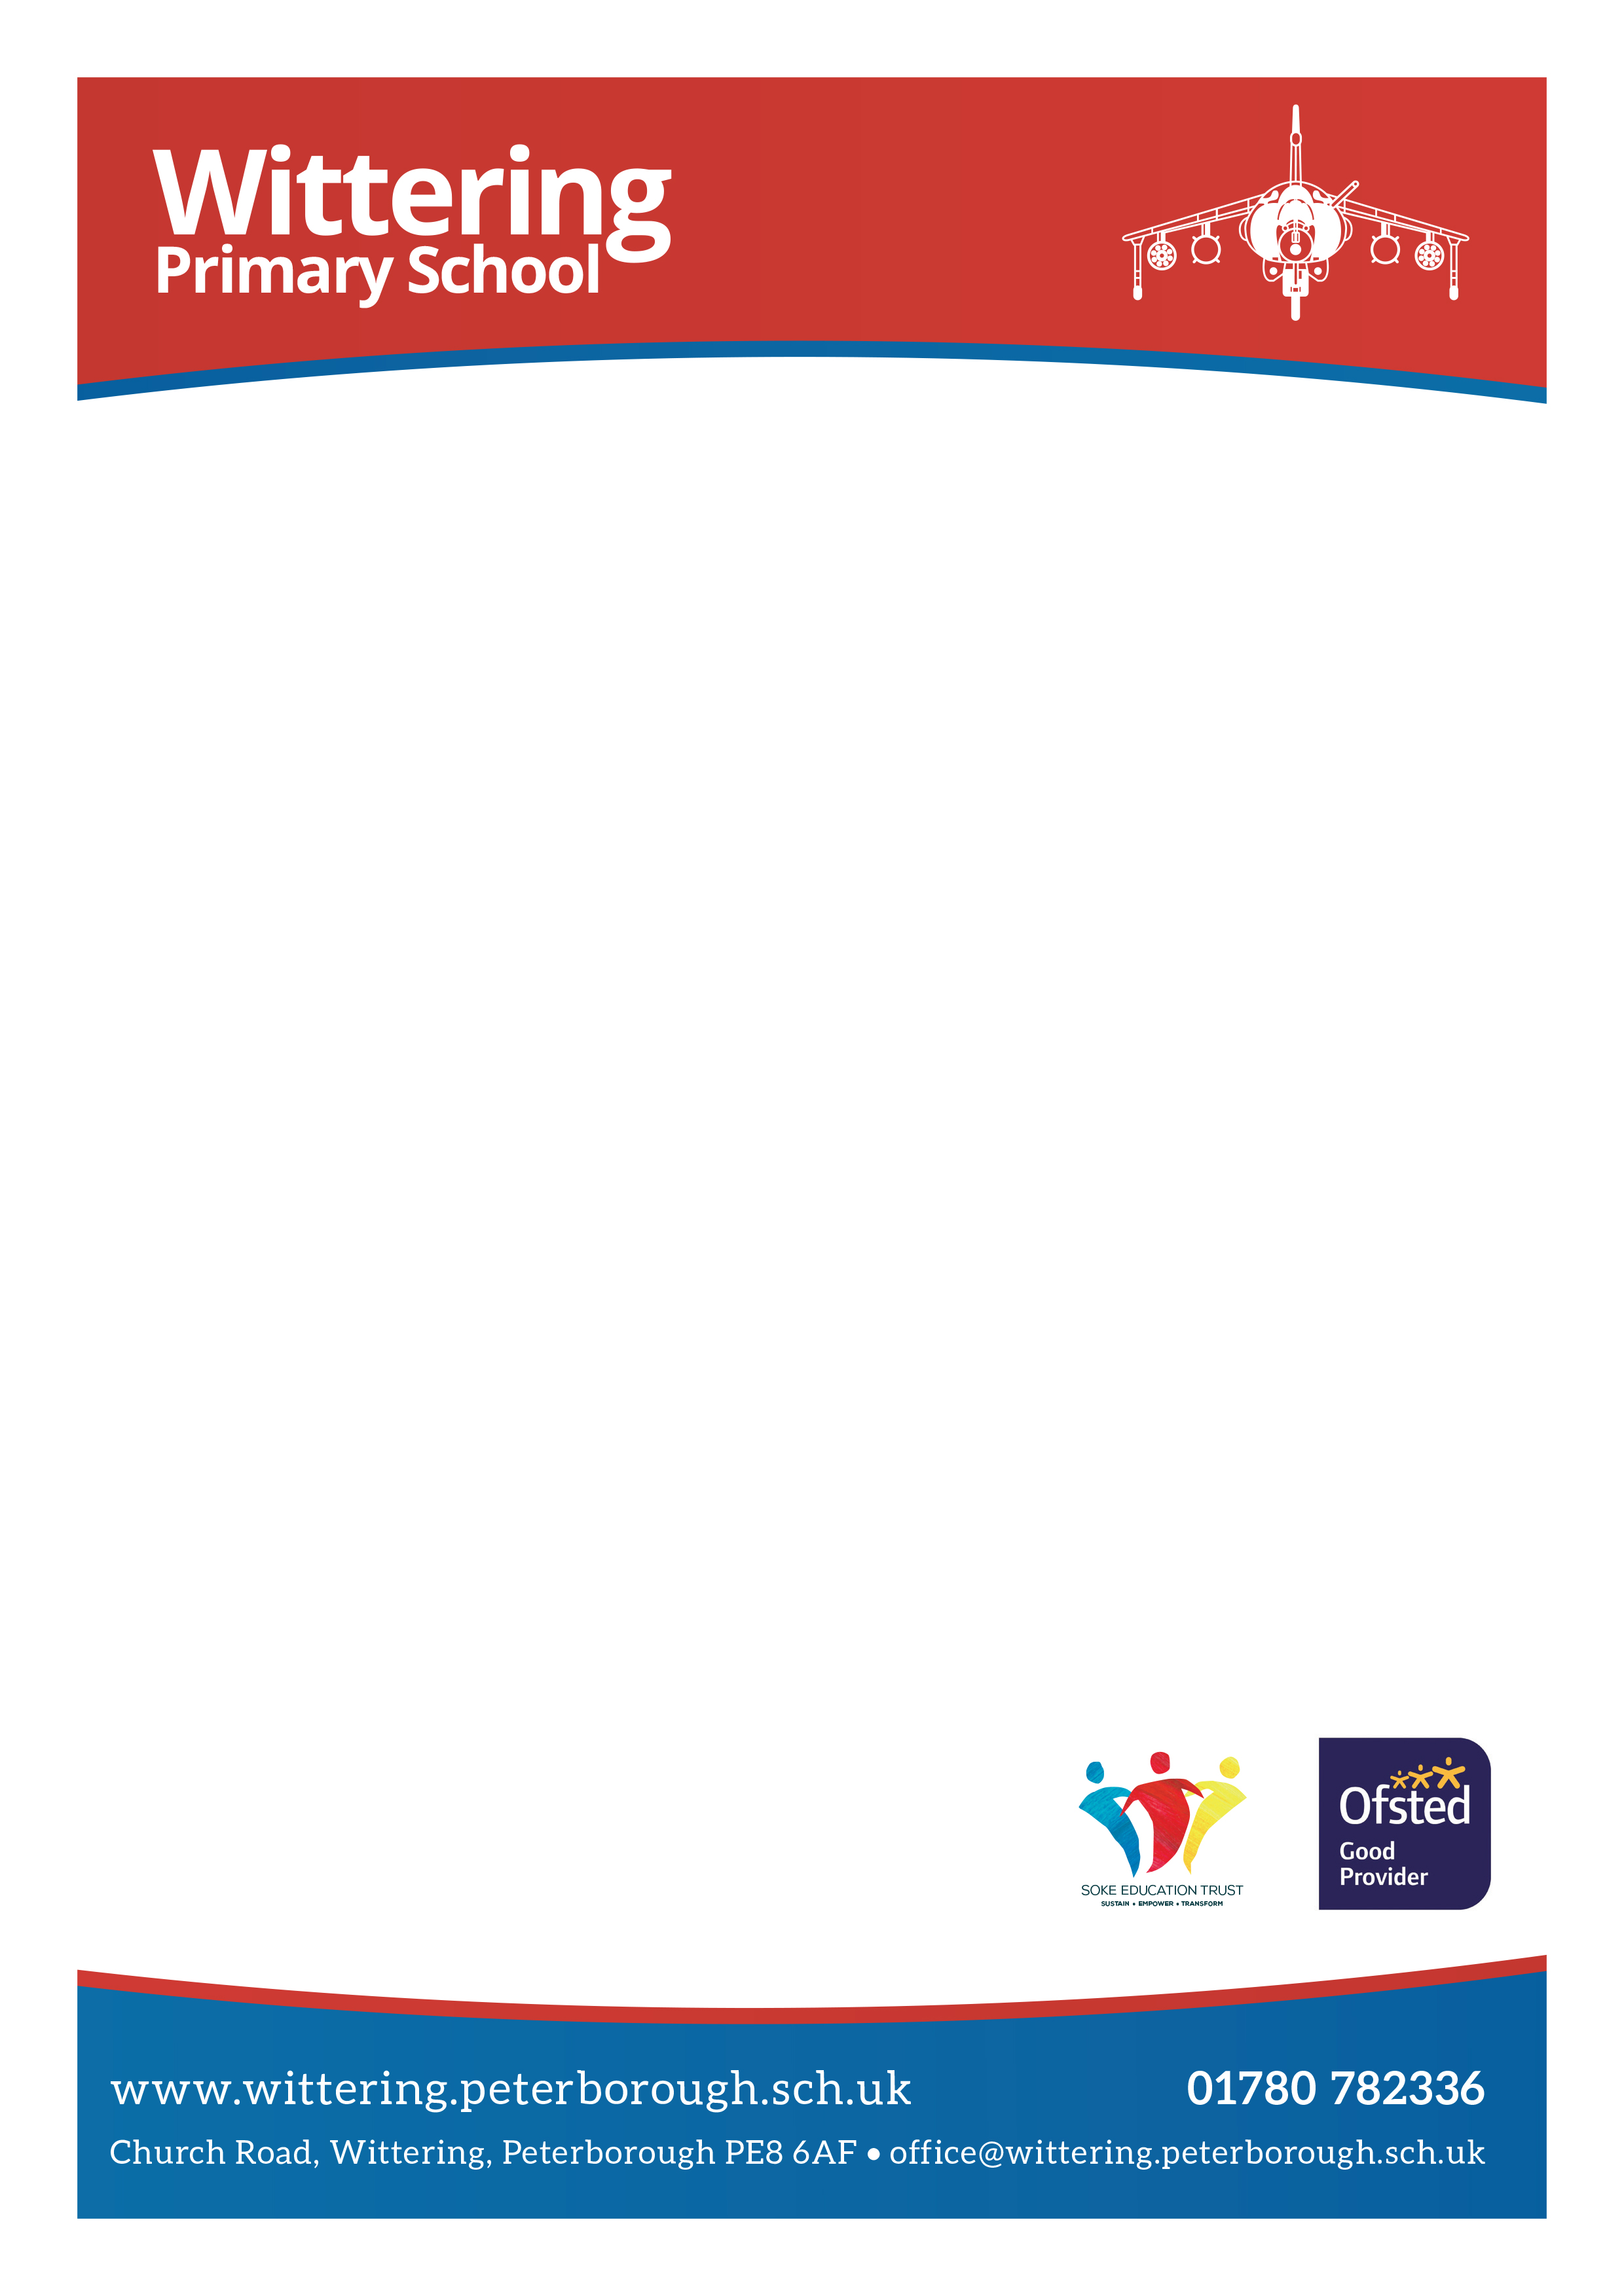 Wittering
Primary School
SOKE EDUCATION TRUST
SUSTAIN • EMPOWER • TRANSFORM
Ofsted
Good
Provider
www.wittering.peterborough.sch.uk
01780 782336
Church Road, Wittering, Peterborough PE8 6AF • office@wittering.peterborough.sch.uk